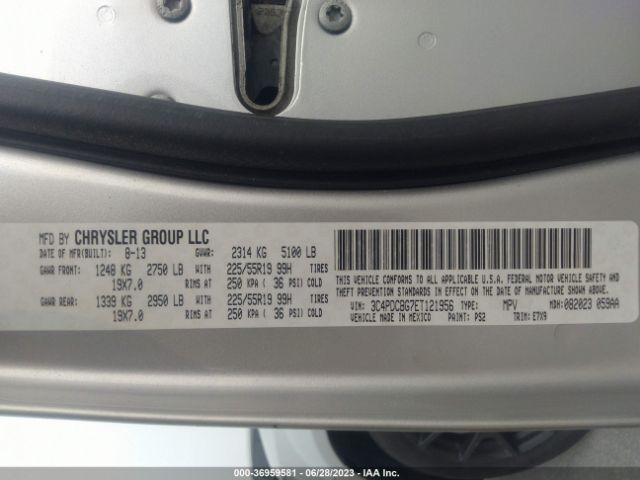 MFD BY CHRYSLER GROUP LLC
DATE OF MFR(BUILT): 8-13 GVWR: 2314 KG 5100 LB
GAWR FRONT: 1248 KG 2750 LB WITH 225/55R19 99H TIRES
19X7.0 RIMS AT 250 KPA ( 36 PSI) COLD
GAWR REAR: 1339 KG 2950 LB WITH 225/55R19 99H TIRES
19X7.0 RIMS AT 250 KPA ( 36 PSI) COLD
THIS VEHICLE CONFORMS TO ALL APPLICABLE U.S.A. FEDERAL MOTOR VEHICLE SAFETY AND
THEFT PREVENTION STANDARDS IN EFFECT ON THE DATE OF MANUFACTURE SHOWN ABOVE.
VIN: 3C4PDCBG7ET121956 TYPE: MPV MDH: 082023 059AA
VEHICLE MADE IN MEXICO PAINT: PS2 TRIM: E7X9
000-36959581 - 06/28/2023 - IAA Inc.